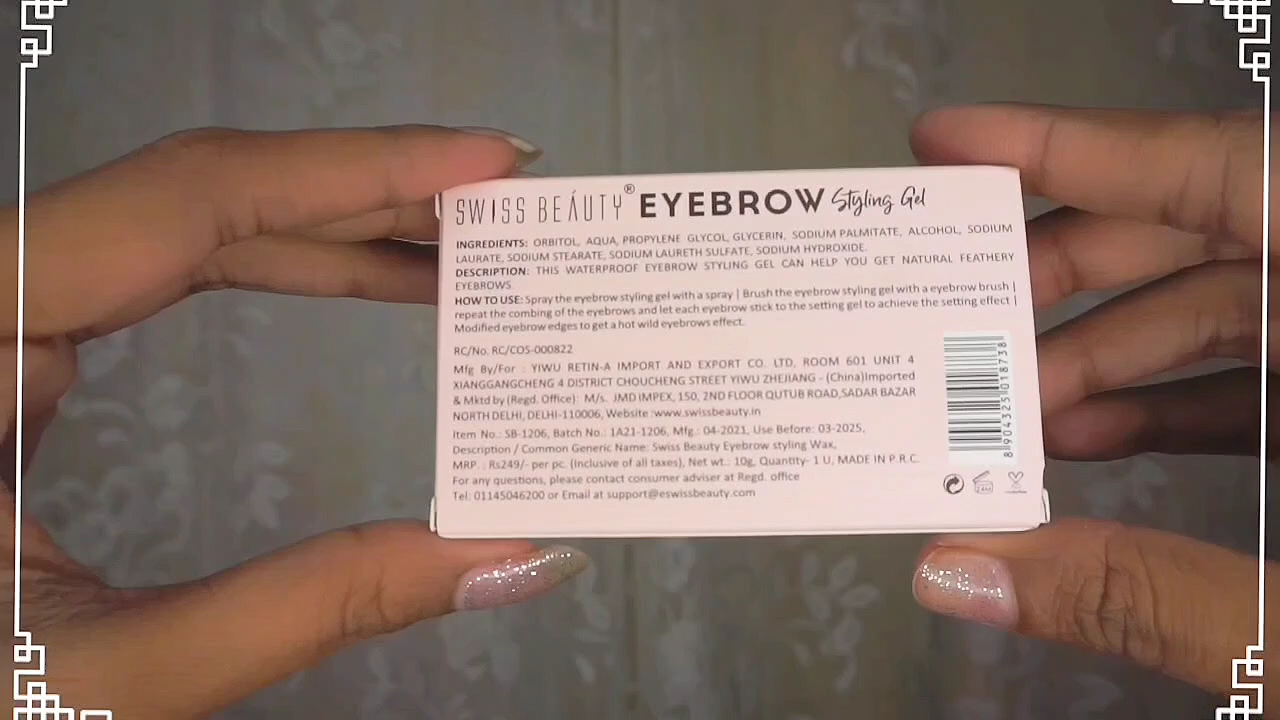 SWISS BEÁUTY® EYEBROW Styling Gel
INGREDIENTS: ORBITOL, AQUA, PROPYLENE GLYCOL, GLYCERIN, SODIUM PALMITATE, ALCOHOL, SODIUM
LAURATE, SODIUM STEARATE, SODIUM LAURETH SULFATE, SODIUM HYDROXIDE.
DESCRIPTION: THIS WATERPROOF EYEBROW STYLING GEL CAN HELP YOU GET NATURAL FEATHERY
EYEBROWS.
HOW TO USE: Spray the eyebrow styling gel with a spray | Brush the eyebrow styling gel with a eyebrow brush |
repeat the combing of the eyebrows and let each eyebrow stick to the setting gel to achieve the setting effect |
Modified eyebrow edges to get a hot wild eyebrows effect.
RC/No. RC/COS-000822
Mfg By/For : YIWU RETIN-A IMPORT AND EXPORT CO. LTD, ROOM 601 UNIT 4
XIANGGANGCHENG 4 DISTRICT CHOUCHENG STREET YIWU ZHEJIANG - (China)Imported
& Mktd by (Regd. Office) : M/s. JMD IMPEX, 150, 2ND FLOOR QUTUB ROAD,SADAR BAZAR
NORTH DELHI, DELHI-110006, Website :www.swissbeauty.in
Item No.: SB-1206, Batch No.: 1A21-1206, Mfg.: 04-2021, Use Before: 03-2025,
Description / Common Generic Name: Swiss Beauty Eyebrow styling Wax,
MRP. : Rs249/- per pc. (Inclusive of all taxes), Net wt.: 10g, Quantity- 1 U, MADE IN P.R.C.
For any questions, please contact consumer adviser at Regd. office
Tel: 01145046200 or Email at support@eswissbeauty.com
8 904325 018738